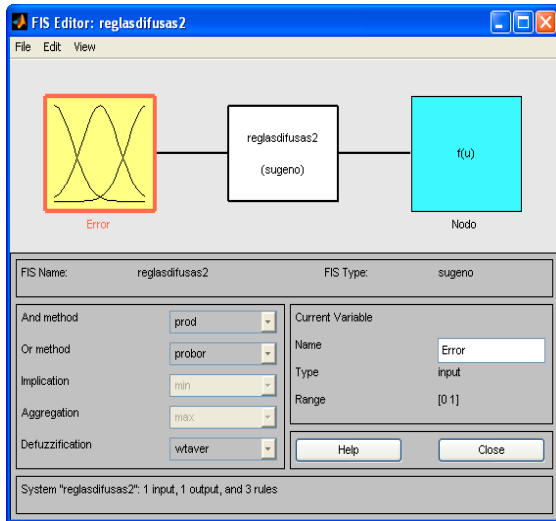 FIS Editor: reglasdifusas2
File Edit View
reglasdifusas2
(sugeno)
f(u)
Error
Nodo
FIS Name: reglasdifusas2 FIS Type: sugeno
And method prod
Or method probor
Implication min
Aggregation max
Defuzzification wtaver
Current Variable
Name Error
Type input
Range [0 1]
Help Close
System "reglasdifusas2": 1 input, 1 output, and 3 rules